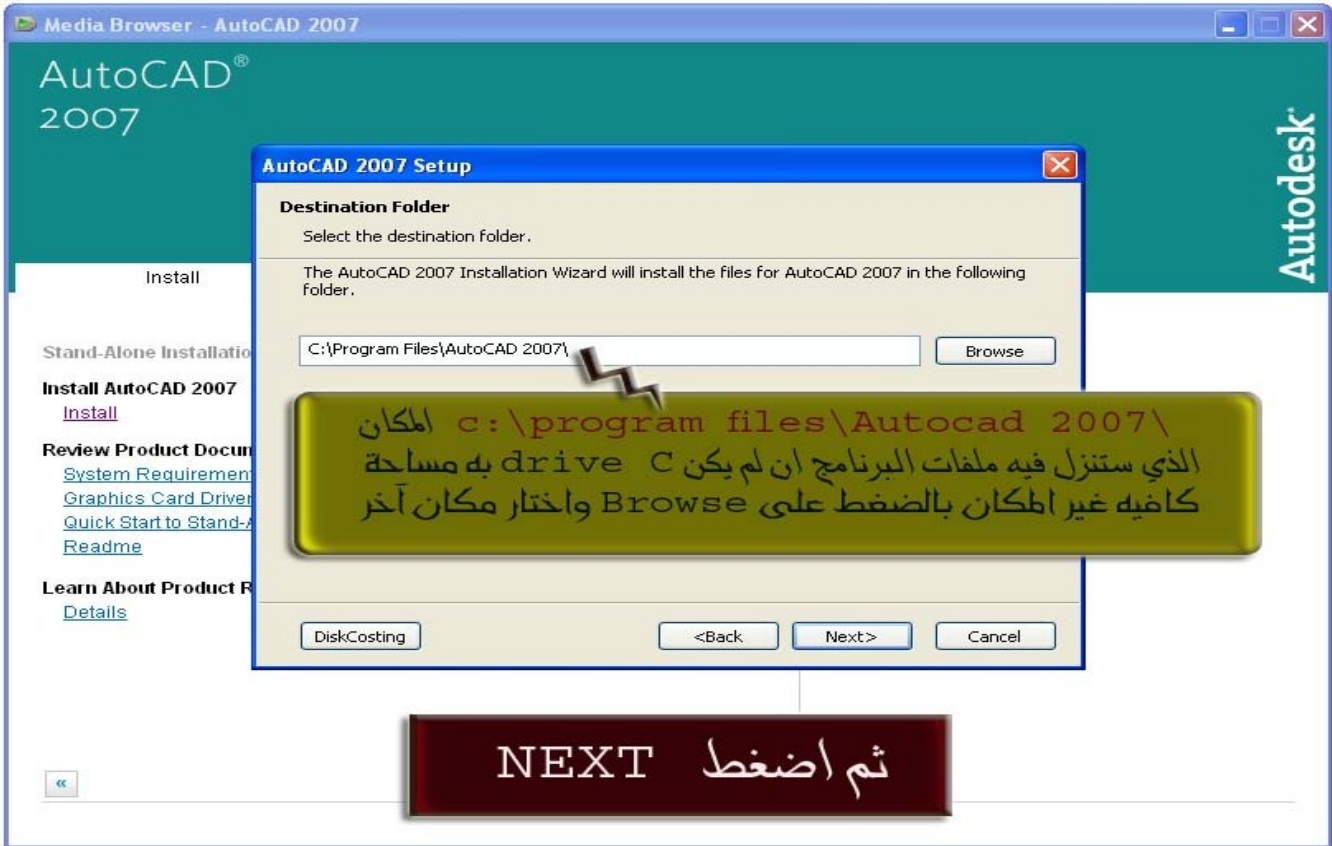 Media Browser - AutoCAD 2007
AutoCAD®
2007
Autodesk
AutoCAD 2007 Setup
Destination Folder
Select the destination folder.
Install
The AutoCAD 2007 Installation Wizard will install the files for AutoCAD 2007 in the following
folder.
C:\Program Files\AutoCAD 2007\
Browse
Stand-Alone Installatio
Install AutoCAD 2007
Install
Review Product Docun
System Requiremen
Graphics Card Driver
Quick Start to Stand-A
Readme
Learn About Product R
Details
c:\program files\Autocad 2007\ المكان
الذي ستنزل فيه ملفات البرنامج ان لم يكن drive C به مساحة
كافيه غير المكان بالضغط على Browse واختار مكان آخر
DiskCosting
<Back
Next>
Cancel
ثم اضغط NEXT
«